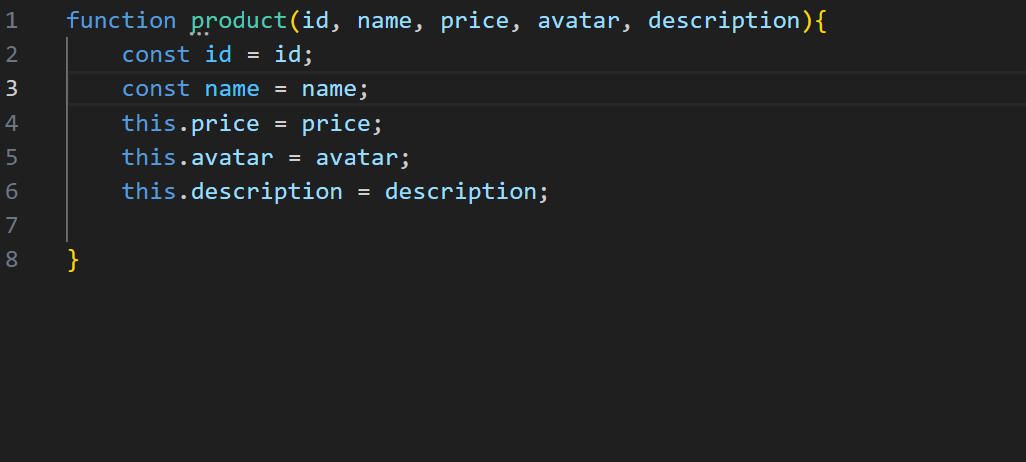 1 function product(id, name, price, avatar, description){
2     const id = id;
3     const name = name;
4     this.price = price;
5     this.avatar = avatar;
6     this.description = description;
7
8 }